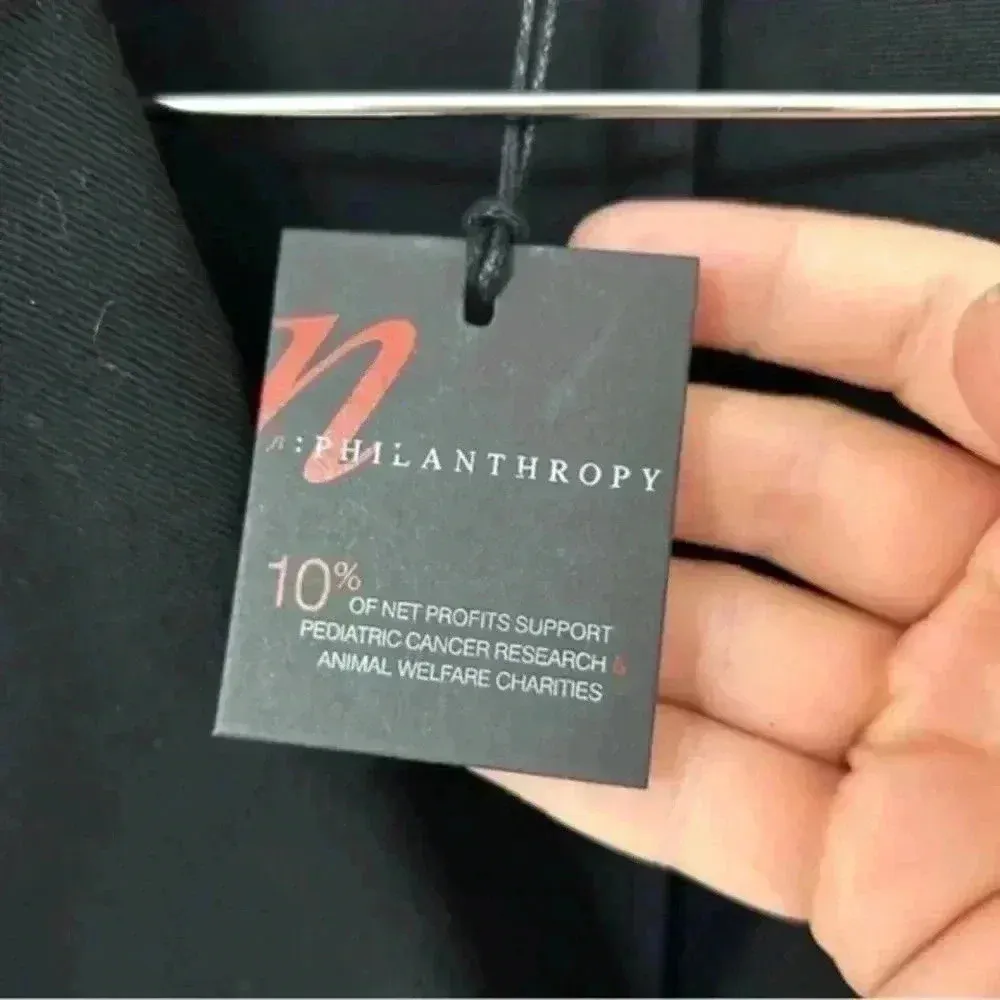 n
n:PHILANTHROPY
10%
OF NET PROFITS SUPPORT
PEDIATRIC CANCER RESEARCH &
ANIMAL WELFARE CHARITIES